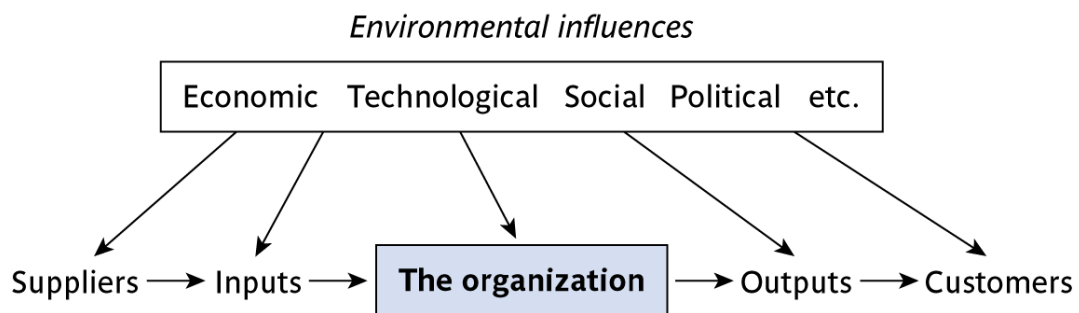 Environmental influences
Economic Technological Social Political etc.
Suppliers Inputs The organization Outputs Customers